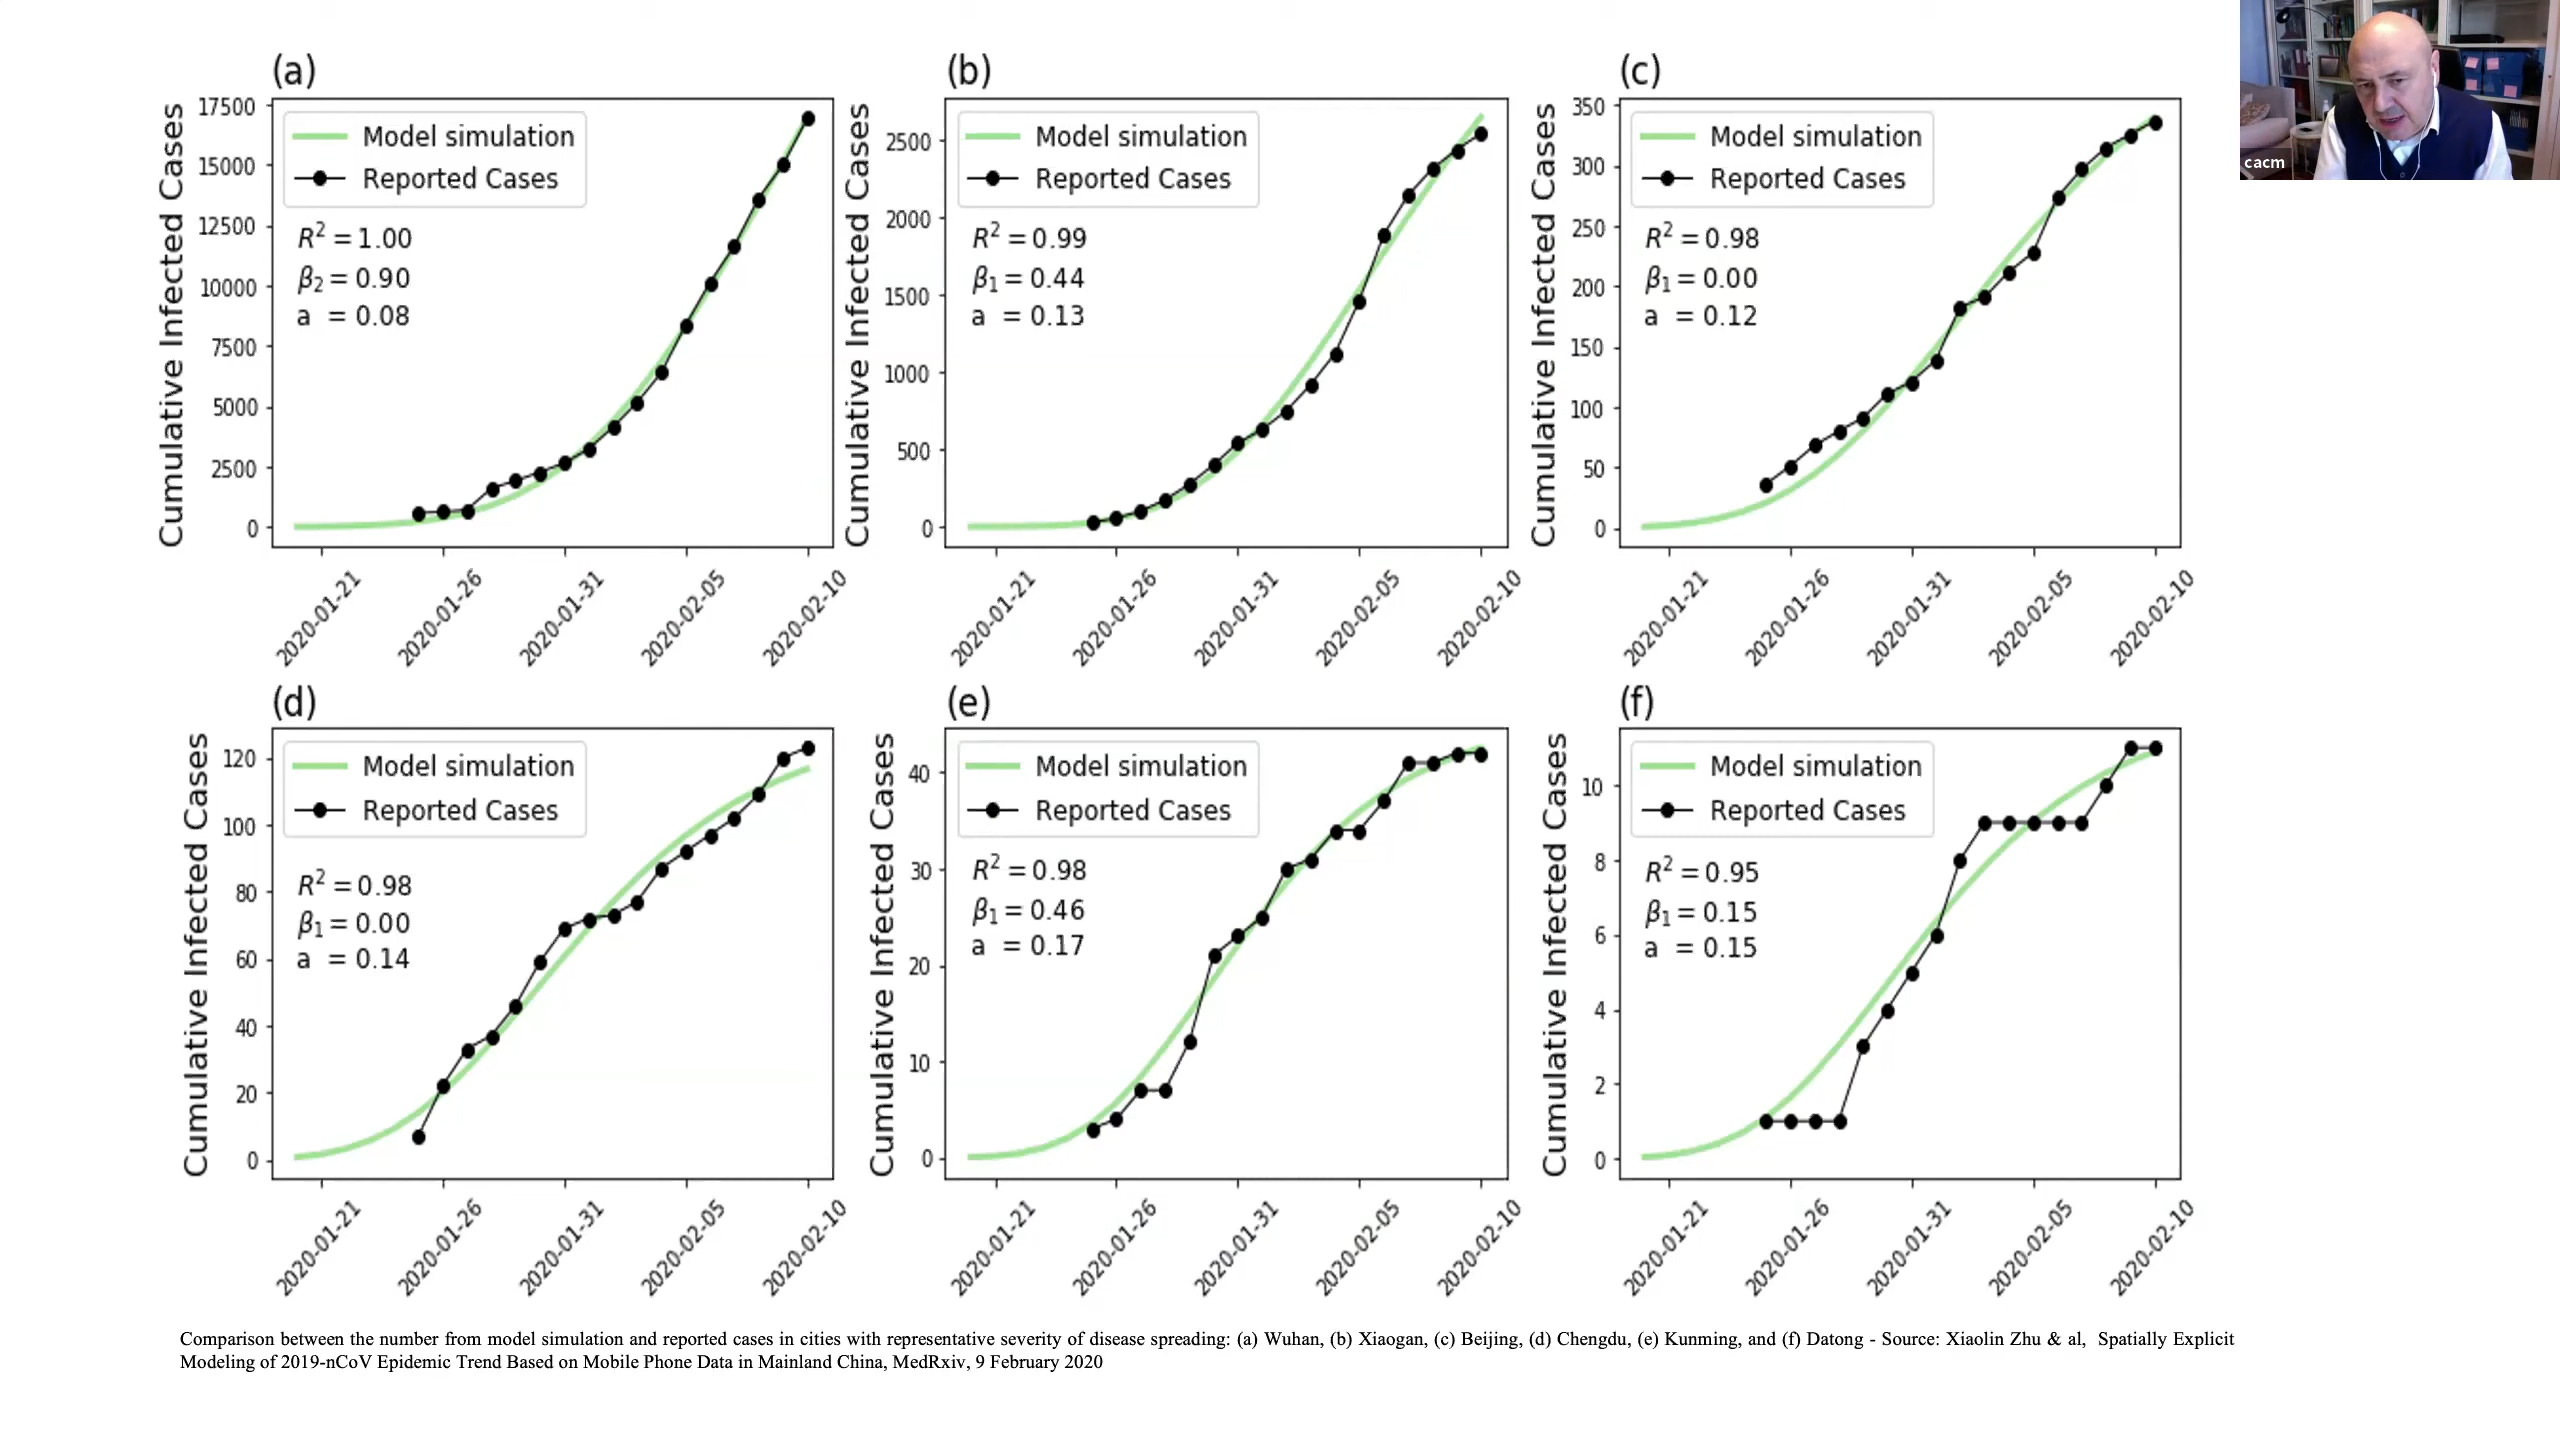 (a)
Cumulative Infected Cases
17500
15000
12500
10000
7500
5000
2500
0
Model simulation
Reported Cases
R² = 1.00
β₂ = 0.90
a = 0.08
2020-01-21
2020-01-26
2020-01-31
2020-02-05
2020-02-10
(b)
Cumulative Infected Cases
2500
2000
1500
1000
500
0
Model simulation
Reported Cases
R² = 0.99
β₁ = 0.44
a = 0.13
2020-01-21
2020-01-26
2020-01-31
2020-02-05
2020-02-10
(c)
Cumulative Infected Cases
350
300
250
200
150
100
50
0
Model simulation
Reported Cases
R² = 0.98
β₁ = 0.00
a = 0.12
2020-01-21
2020-01-26
2020-01-31
2020-02-05
2020-02-10
cacm
(d)
Cumulative Infected Cases
120
100
80
60
40
20
0
Model simulation
Reported Cases
R² = 0.98
β₁ = 0.00
a = 0.14
2020-01-21
2020-01-26
2020-01-31
2020-02-05
2020-02-10
(e)
Cumulative Infected Cases
40
30
20
10
0
Model simulation
Reported Cases
R² = 0.98
β₁ = 0.46
a = 0.17
2020-01-21
2020-01-26
2020-01-31
2020-02-05
2020-02-10
(f)
Cumulative Infected Cases
10
8
6
4
2
0
Model simulation
Reported Cases
R² = 0.95
β₁ = 0.15
a = 0.15
2020-01-21
2020-01-26
2020-01-31
2020-02-05
2020-02-10
Comparison between the number from model simulation and reported cases in cities with representative severity of disease spreading: (a) Wuhan, (b) Xiaogan, (c) Beijing, (d) Chengdu, (e) Kunming, and (f) Datong - Source: Xiaolin Zhu & al, Spatially Explicit
Modeling of 2019-nCoV Epidemic Trend Based on Mobile Phone Data in Mainland China, MedRxiv, 9 February 2020